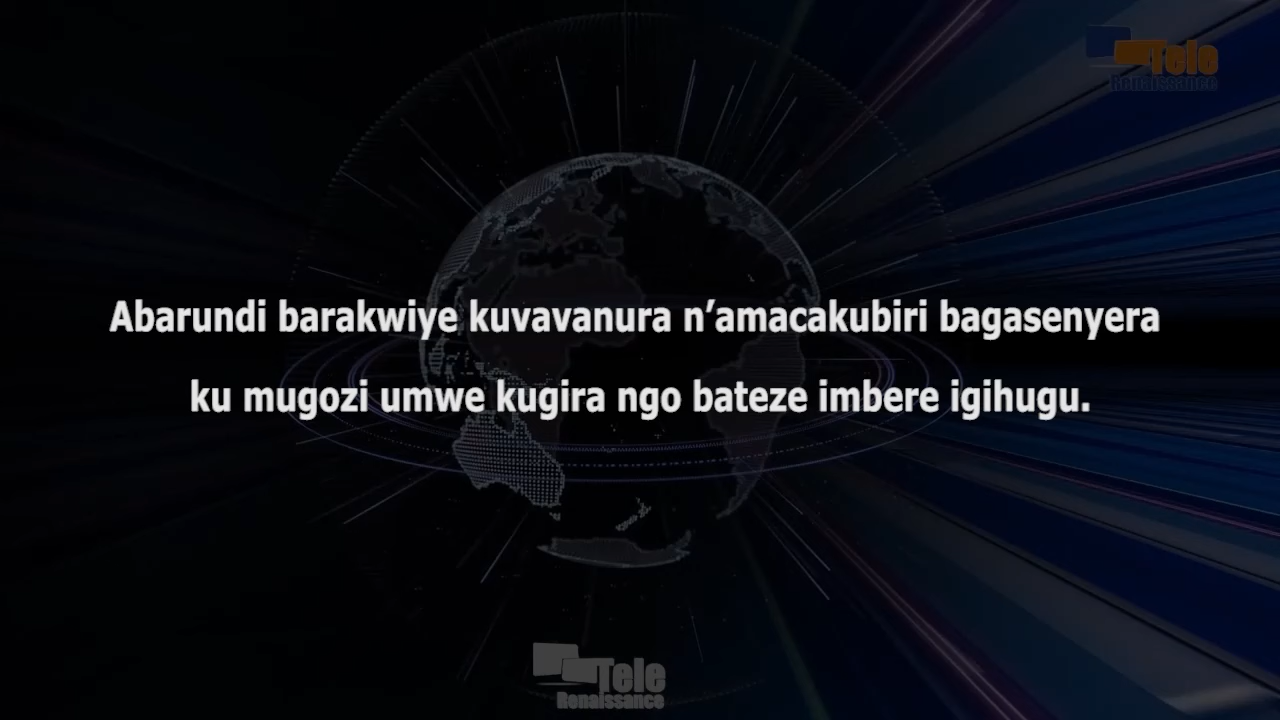 Tele
Renaissance
Abarundi barakwiye kuvavanura n’amacakubiri bagasenyera
ku mugozi umwe kugira ngo bateze imbere igihugu.
Tele
Renaissance